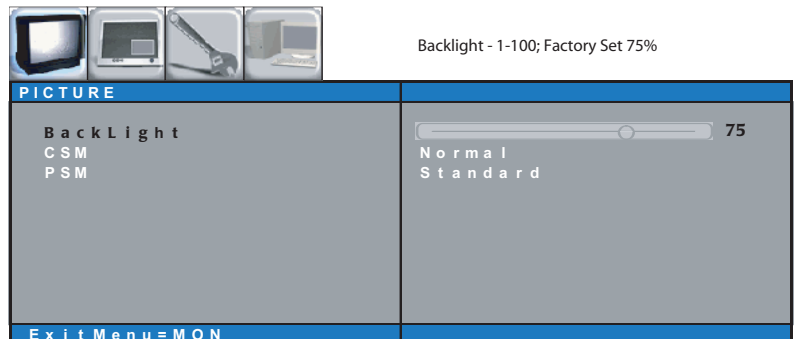 Backlight - 1-100; Factory Set 75%
PICTURE
BackLight 75
CSM Normal
PSM Standard
ExitMenu=MON